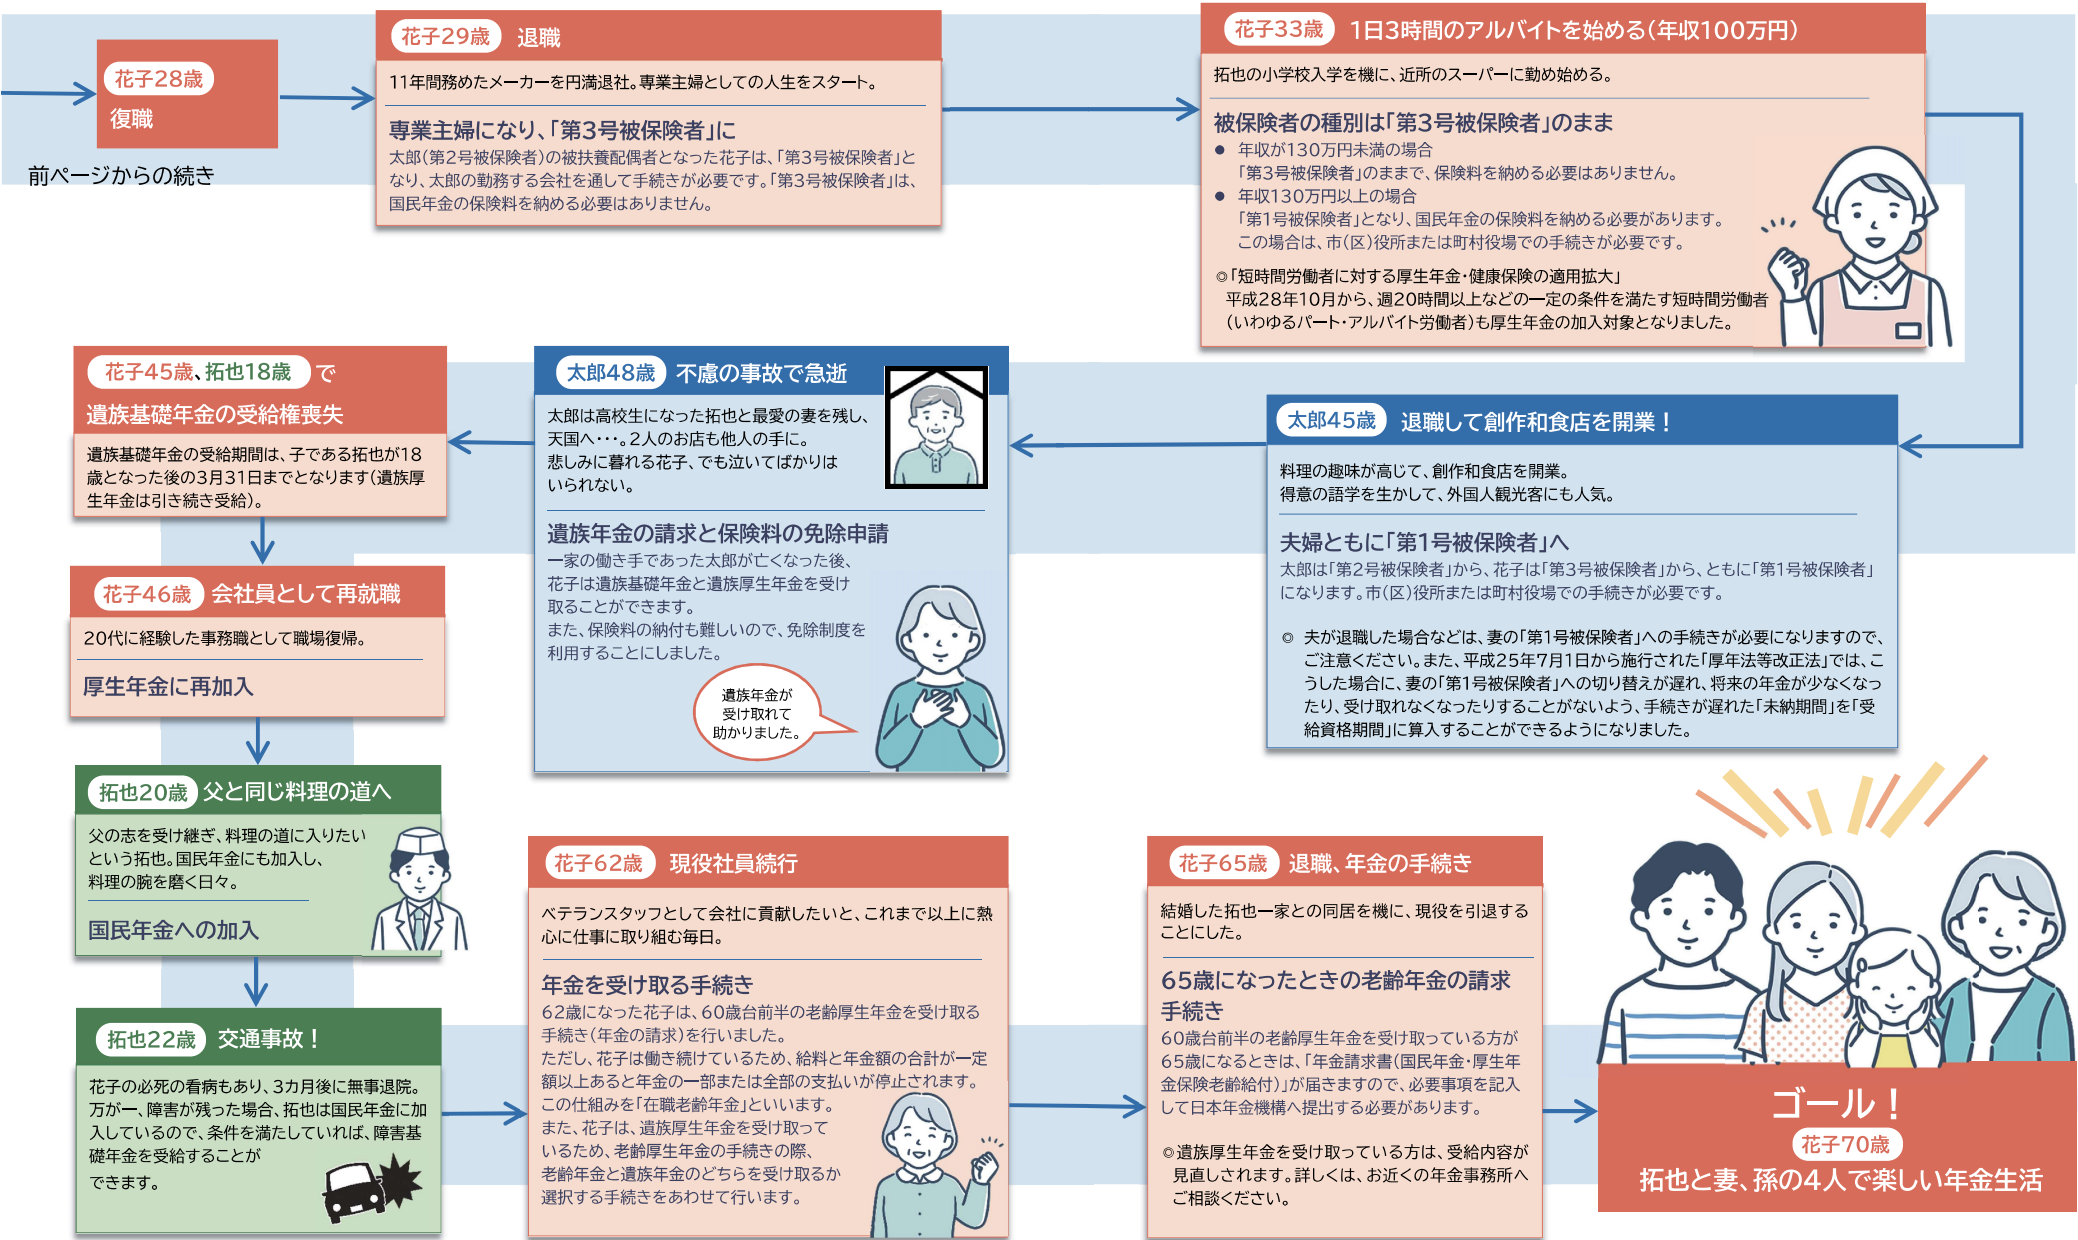 花子28歳
復職
前ページからの続き
花子29歳 退職
11年間務めたメーカーを円満退社。専業主婦としての人生をスタート。
専業主婦になり、「第3号被保険者」に
太郎(第2号被保険者)の被扶養配偶者となった花子は、「第3号被保険者」と
なり、太郎の勤務する会社を通して手続きが必要です。「第3号被保険者」は、
国民年金の保険料を納める必要はありません。
花子33歳 1日3時間のアルバイトを始める(年収100万円)
拓也の小学校入学を機に、近所のスーパーに勤め始める。
被保険者の種別は「第3号被保険者」のまま
● 年収が130万円未満の場合
「第3号被保険者」のままで、保険料を納める必要はありません。
● 年収130万円以上の場合
「第1号被保険者」となり、国民年金の保険料を納める必要があります。
この場合は、市(区)役所または町村役場での手続きが必要です。
◎「短時間労働者に対する厚生年金・健康保険の適用拡大」
平成28年10月から、週20時間以上などの一定の条件を満たす短時間労働者
(いわゆるパート・アルバイト労働者)も厚生年金の加入対象となりました。
太郎45歳 退職して創作和食店を開業!
料理の趣味が高じて、創作和食店を開業。
得意の語学を生かして、外国人観光客にも人気。
夫婦ともに「第1号被保険者」へ
太郎は「第2号被保険者」から、花子は「第3号被保険者」から、ともに「第1号被保険者」
になります。市(区)役所または町村役場での手続きが必要です。
◎ 夫が退職した場合などは、妻の「第1号被保険者」への手続きが必要になりますので、
ご注意ください。また、平成25年7月1日から施行された「厚年法等改正法」では、こ
うした場合に、妻の「第1号被保険者」への切り替えが遅れ、将来の年金が少なくなっ
たり、受け取れなくなったりすることがないよう、手続きが遅れた「未納期間」を「受
給資格期間」に算入することができるようになりました。
太郎48歳 不慮の事故で急逝
太郎は高校生になった拓也と最愛の妻を残し、
天国へ・・・。2人のお店も他人の手に。
悲しみに暮れる花子、でも泣いてばかりは
いられない。
遺族年金の請求と保険料の免除申請
一家の働き手であった太郎が亡くなった後、
花子は遺族基礎年金と遺族厚生年金を受け
取ることができます。
また、保険料の納付も難しいので、免除制度を
利用することにしました。
遺族年金が
受け取れて
助かりました。
花子45歳、拓也18歳 で
遺族基礎年金の受給権喪失
遺族基礎年金の受給期間は、子である拓也が18
歳となった後の3月31日までとなります(遺族厚
生年金は引き続き受給)。
花子46歳 会社員として再就職
20代に経験した事務職として職場復帰。
厚生年金に再加入
拓也20歳 父と同じ料理の道へ
父の志を受け継ぎ、料理の道に入りたい
という拓也。国民年金にも加入し、
料理の腕を磨く日々。
国民年金への加入
拓也22歳 交通事故!
花子の必死の看病もあり、3カ月後に無事退院。
万が一、障害が残った場合、拓也は国民年金に加
入しているので、条件を満たしていれば、障害基
礎年金を受給することが
できます。
花子62歳 現役社員続行
ベテランスタッフとして会社に貢献したいと、これまで以上に熱
心に仕事に取り組む毎日。
年金を受け取る手続き
62歳になった花子は、60歳台前半の老齢厚生年金を受け取る
手続き(年金の請求)を行いました。
ただし、花子は働き続けているため、給料と年金額の合計が一定
額以上あると年金の一部または全部の支払いが停止されます。
この仕組みを「在職老齢年金」といいます。
また、花子は、遺族厚生年金を受け取って
いるため、老齢厚生年金の手続きの際、
老齢年金と遺族年金のどちらを受け取るか
選択する手続きをあわせて行います。
花子65歳 退職、年金の手続き
結婚した拓也一家との同居を機に、現役を引退する
ことにした。
65歳になったときの老齢年金の請求
手続き
60歳台前半の老齢厚生年金を受け取っている方が
65歳になるときは、「年金請求書(国民年金・厚生年
金保険老齢給付)」が届きますので、必要事項を記入
して日本年金機構へ提出する必要があります。
◎遺族厚生年金を受け取っている方は、受給内容が
見直しされます。詳しくは、お近くの年金事務所へ
ご相談ください。
ゴール!
花子70歳
拓也と妻、孫の4人で楽しい年金生活